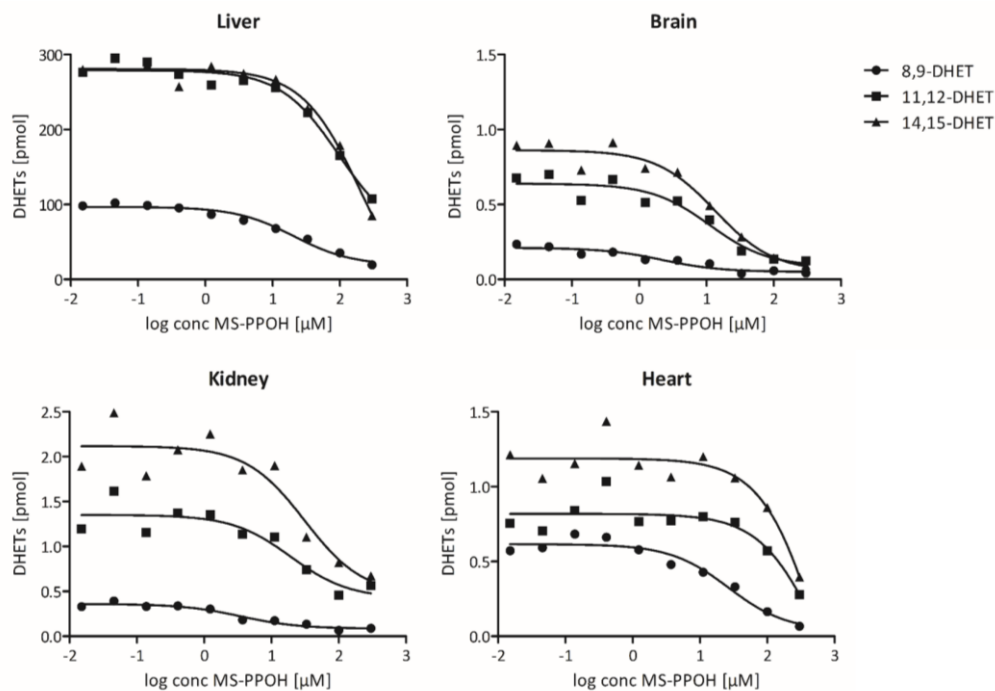 Liver
300
200
100
0
DHETs [pmol]
-2 -1 0 1 2 3
log conc MS-PPOH [μM]
Brain
1.5
1.0
0.5
0.0
DHETs [pmol]
-2 -1 0 1 2 3
log conc MS-PPOH [μM]
8,9-DHET
11,12-DHET
14,15-DHET
Kidney
2.5
2.0
1.5
1.0
0.5
0.0
DHETs [pmol]
-2 -1 0 1 2 3
log conc MS-PPOH [μM]
Heart
1.5
1.0
0.5
0.0
DHETs [pmol]
-2 -1 0 1 2 3
log conc MS-PPOH [μM]